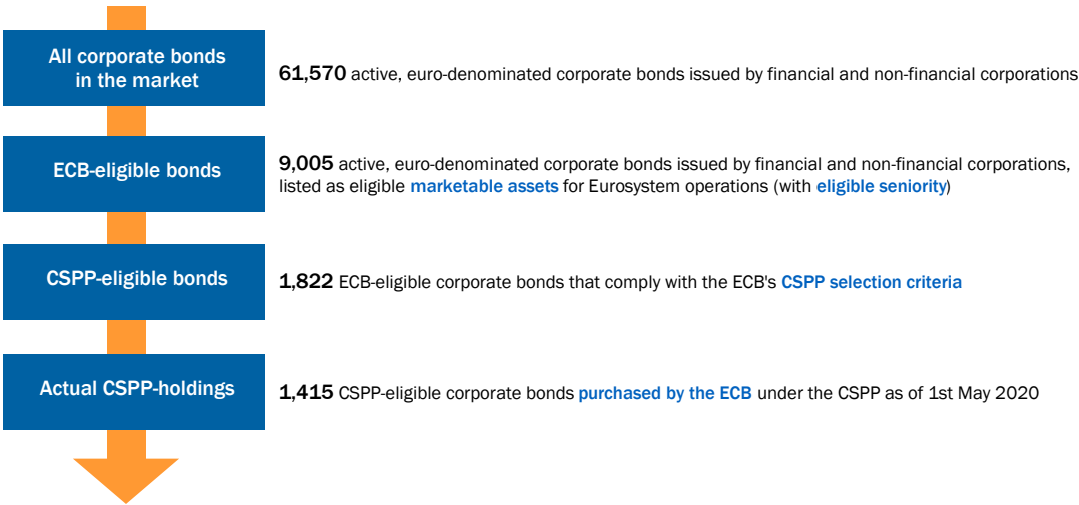 All corporate bonds
in the market
61,570 active, euro-denominated corporate bonds issued by financial and non-financial corporations
ECB-eligible bonds
9,005 active, euro-denominated corporate bonds issued by financial and non-financial corporations,
listed as eligible marketable assets for Eurosystem operations (with eligible seniority)
CSPP-eligible bonds
1,822 ECB-eligible corporate bonds that comply with the ECB's CSPP selection criteria
Actual CSPP-holdings
1,415 CSPP-eligible corporate bonds purchased by the ECB under the CSPP as of 1st May 2020